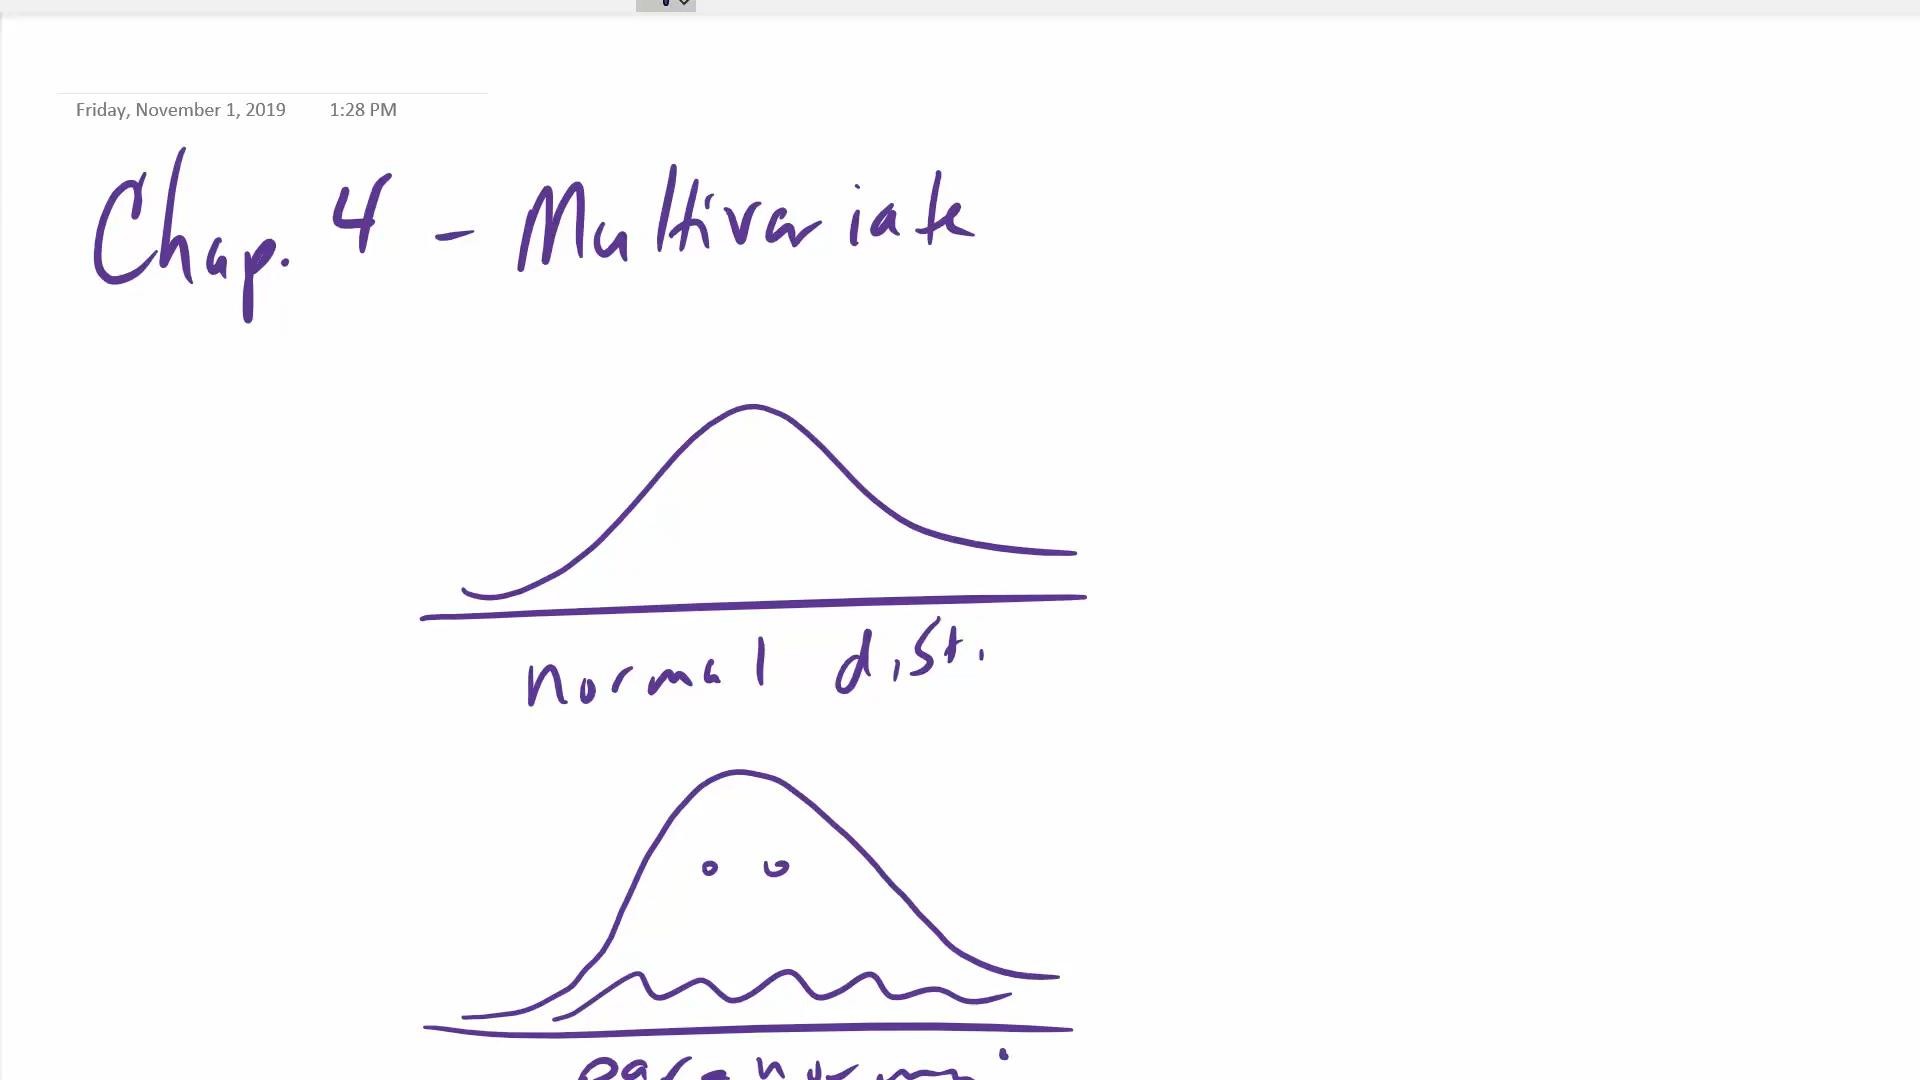 Friday, November 1, 2019 1:28 PM
Chap. 4 - Multivariate
normal dist.